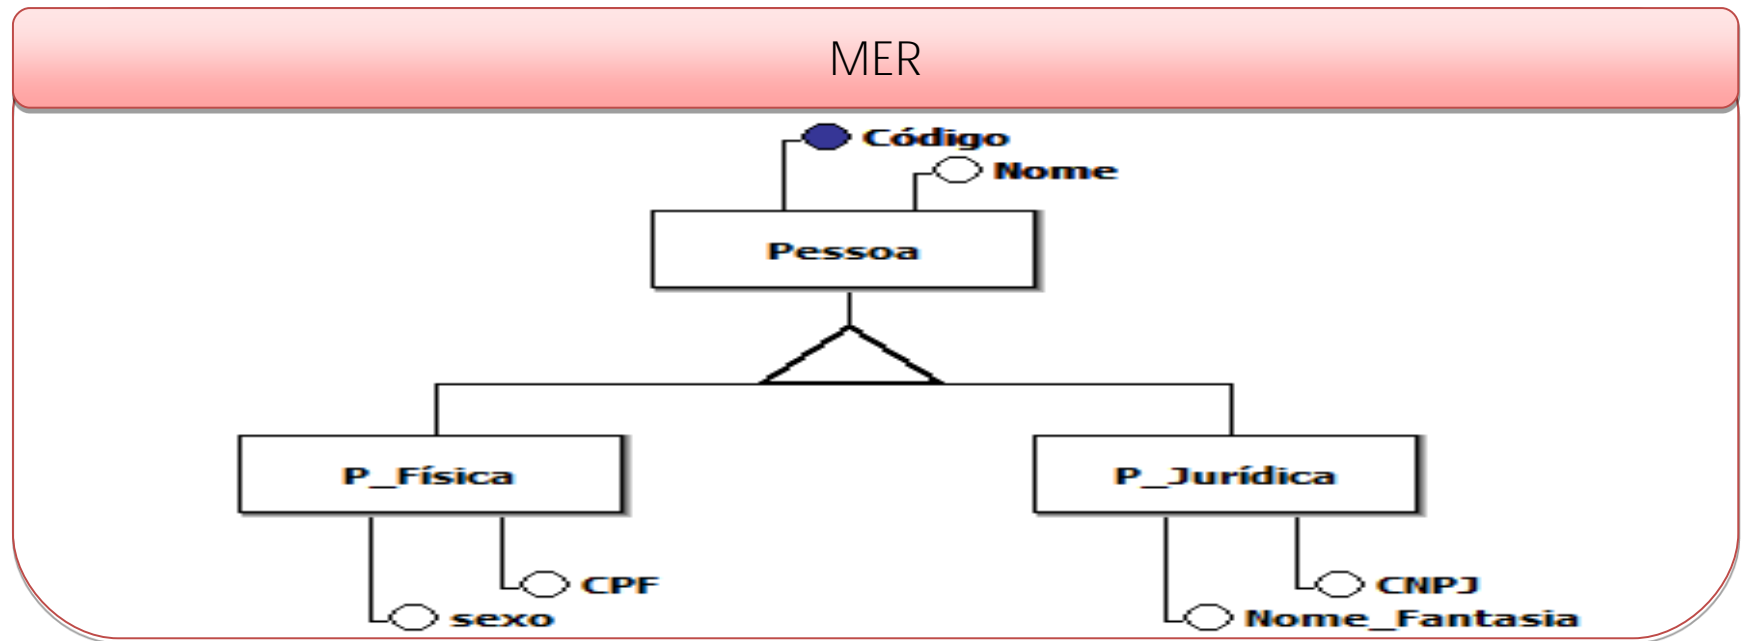 MER
Código
Nome
Pessoa
P_Física
P_Jurídica
CPF
sexo
CNPJ
Nome_Fantasia